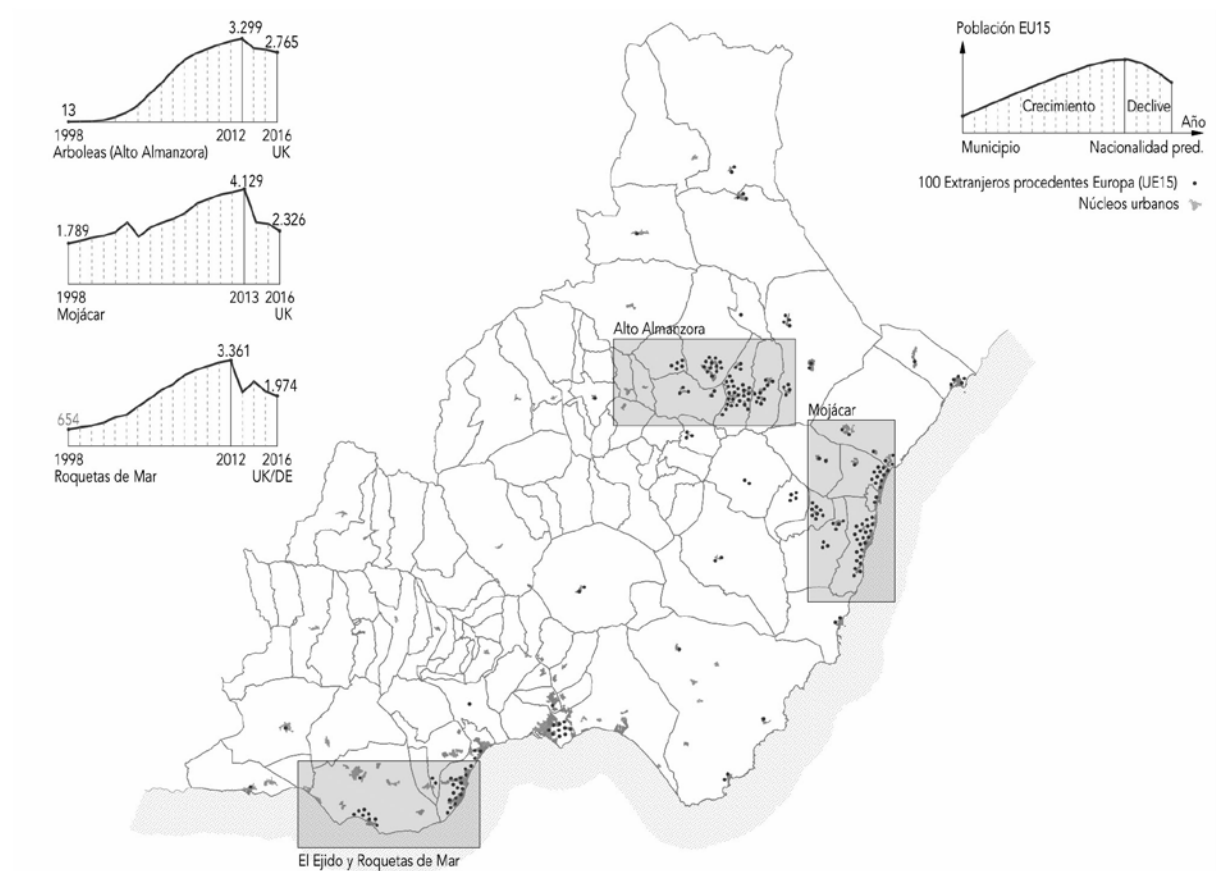 3.299
2.765
13
1998
2012
2016
Arboleas (Alto Almanzora)
UK
4.129
1.789
2.326
1998
2013
2016
Mojácar
UK
3.361
654
1.974
1998
2012
2016
Roquetas de Mar
UK/DE
Población EU15
Crecimiento
Declive
Año
Municipio
Nacionalidad pred.
100 Extranjeros procedentes Europa (UE15)
Núcleos urbanos
Alto Almanzora
Mojácar
El Ejido y Roquetas de Mar